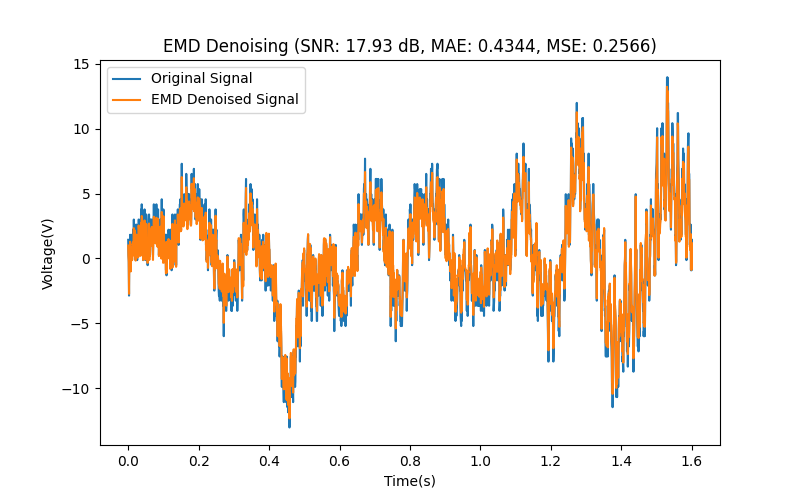 EMD Denoising (SNR: 17.93 dB, MAE: 0.4344, MSE: 0.2566)
Original Signal
EMD Denoised Signal
Voltage(V)
15
10
5
0
−5
−10
0.0 0.2 0.4 0.6 0.8 1.0 1.2 1.4 1.6
Time(s)